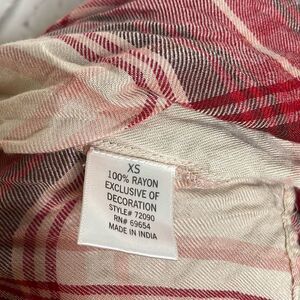 XS
100% RAYON
EXCLUSIVE OF
DECORATION
STYLE# 72090
RN# 69654
MADE IN INDIA